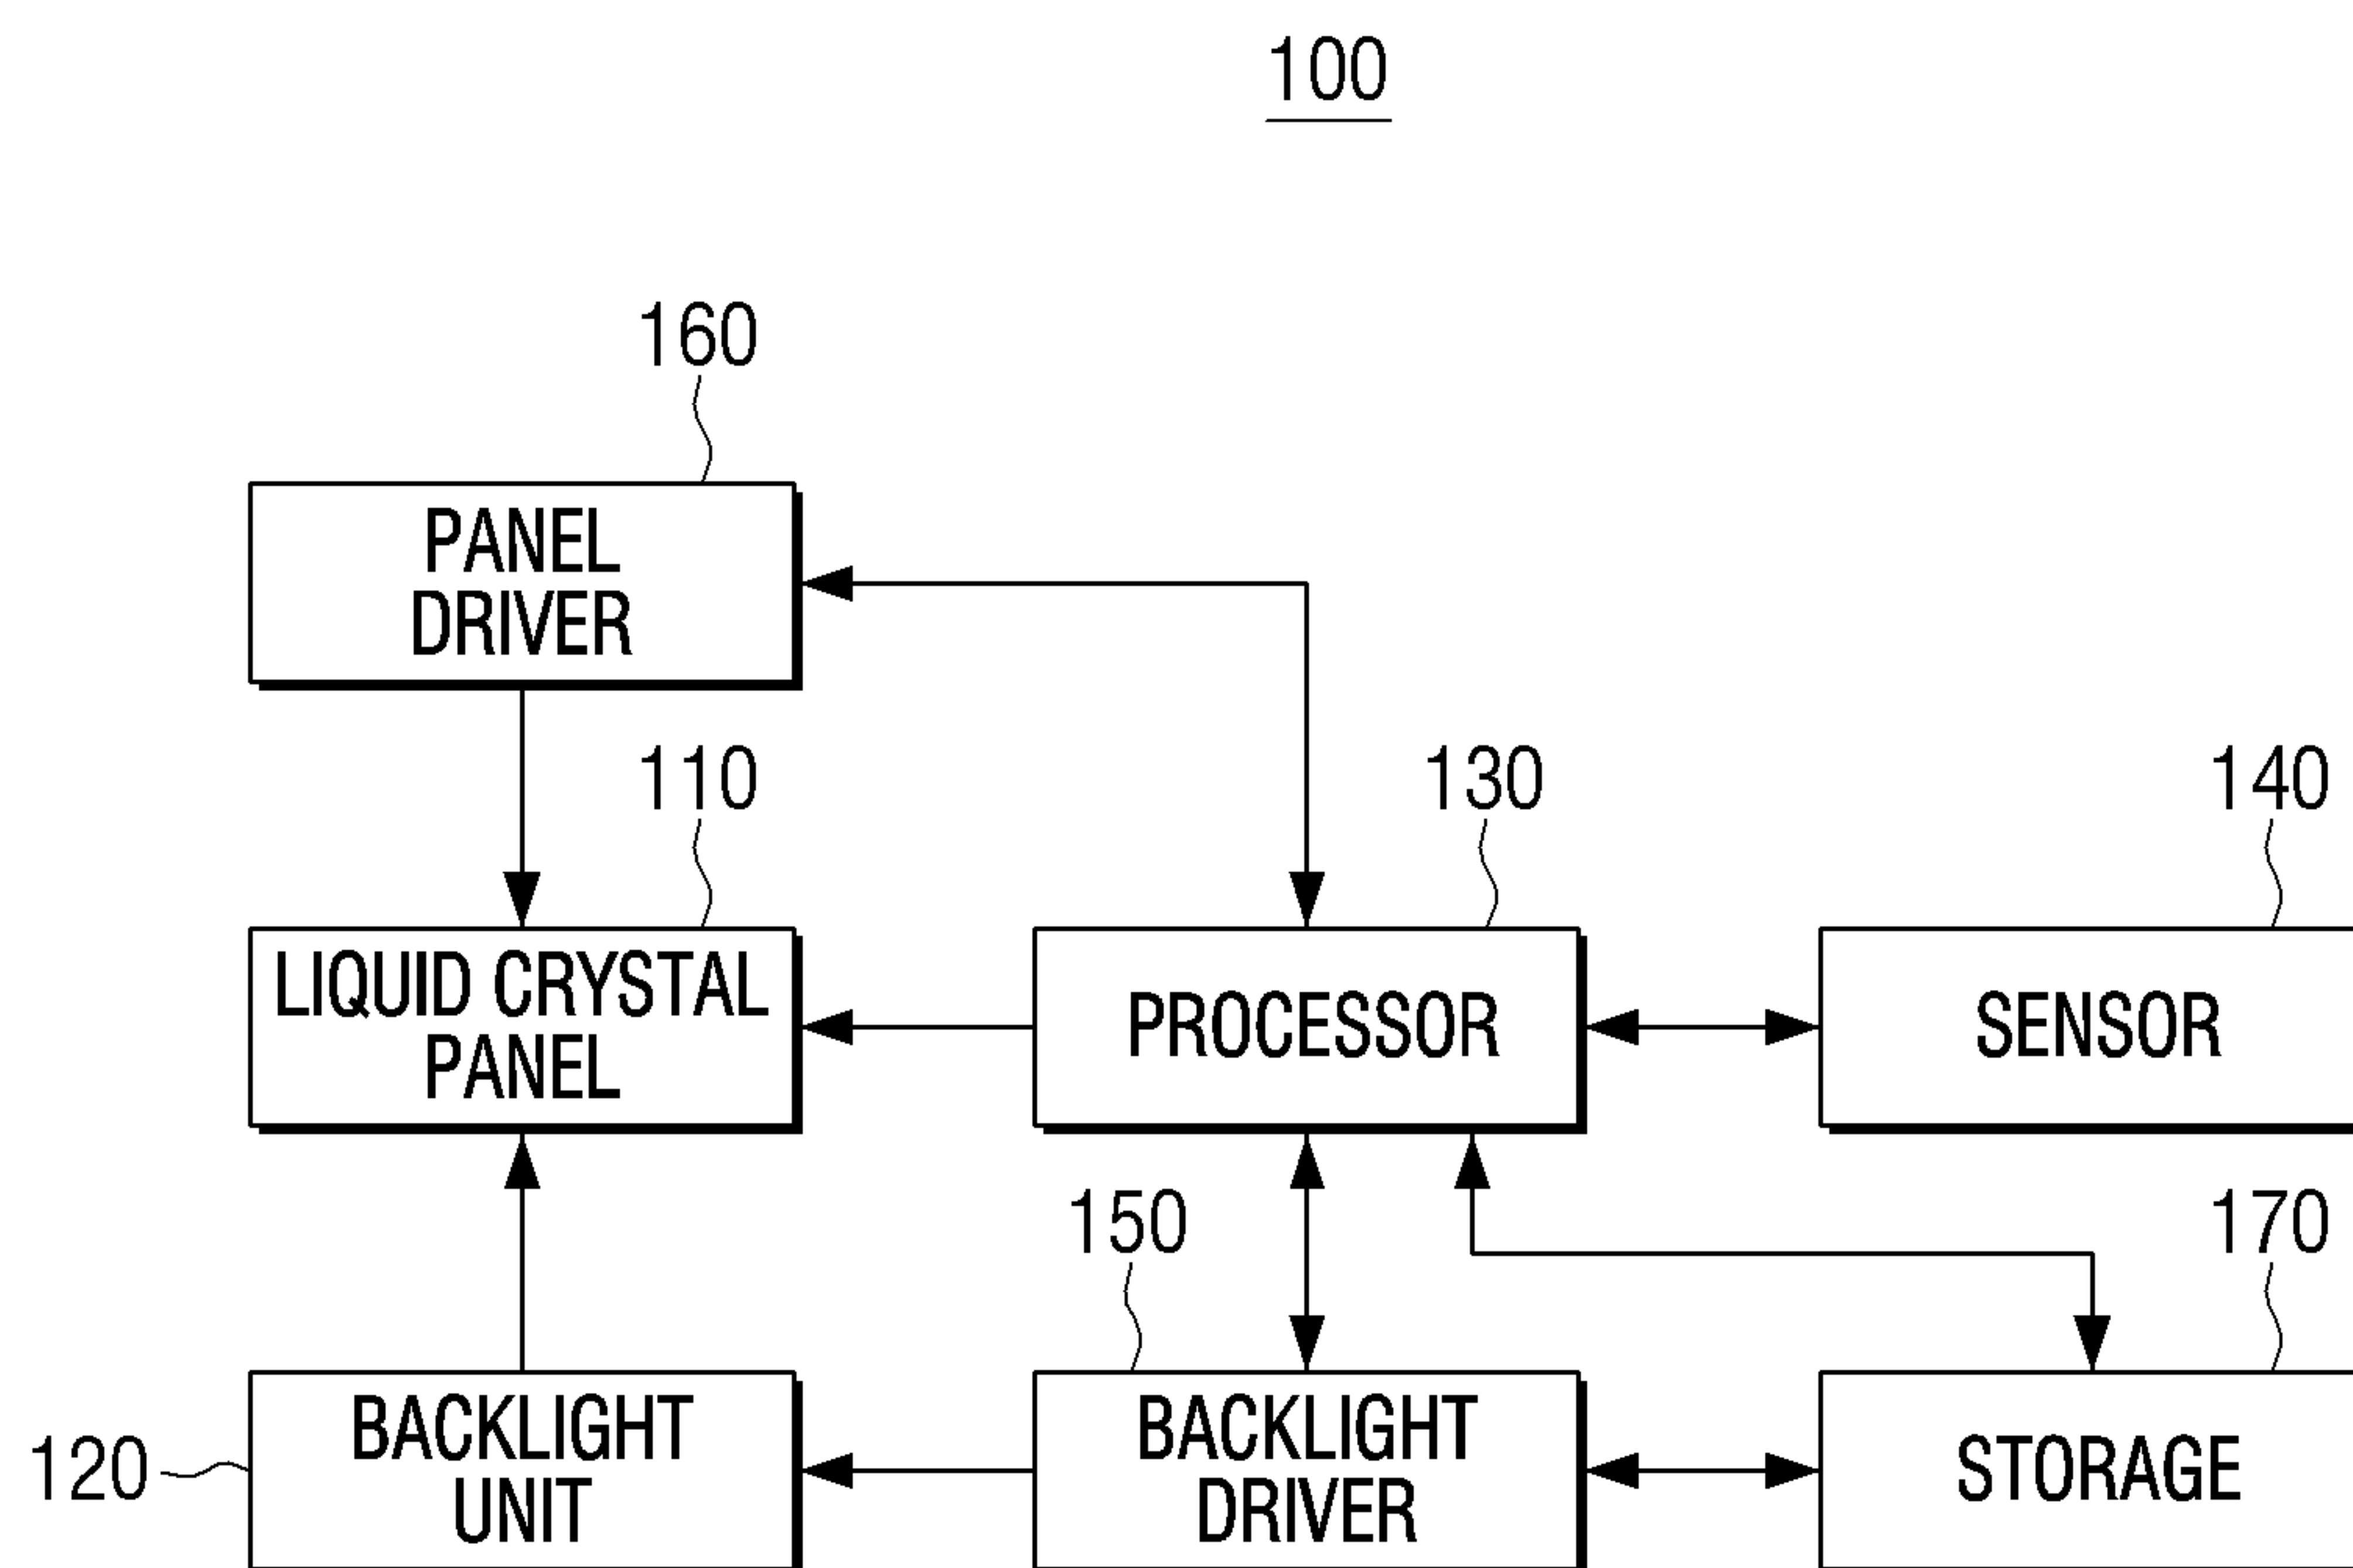 100
160
PANEL
DRIVER
110
130
140
LIQUID CRYSTAL
PANEL
PROCESSOR
SENSOR
150
170
120
BACKLIGHT
UNIT
BACKLIGHT
DRIVER
STORAGE